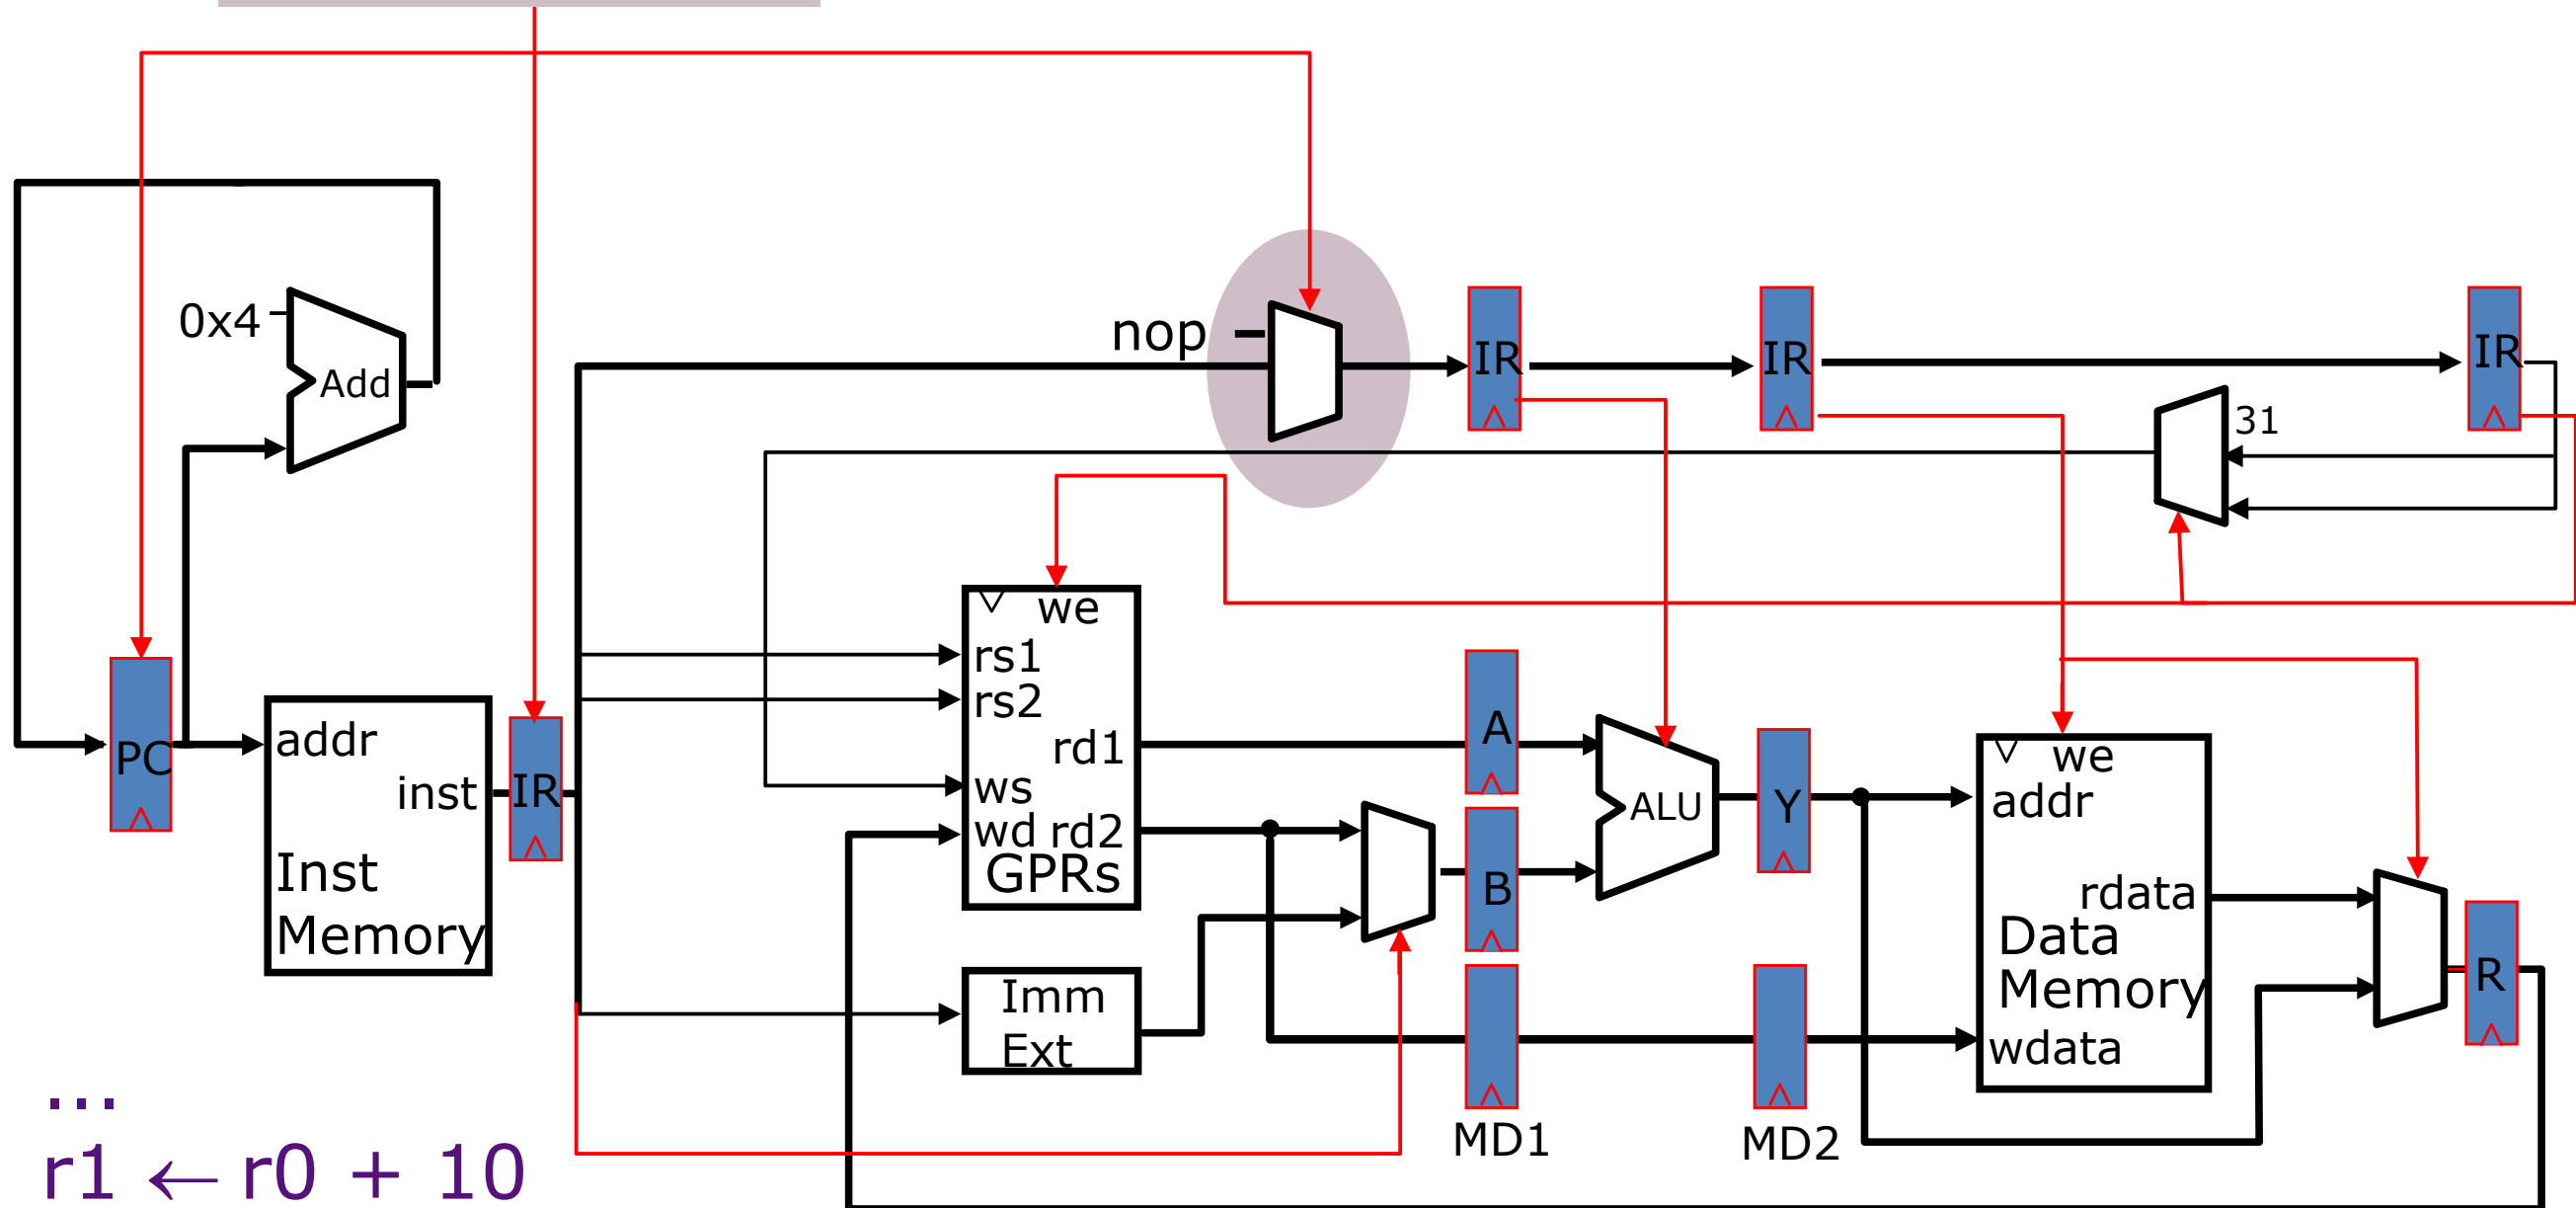 0x4
Add
nop
IR
IR
IR
31
we
rs1
rs2
rd1
ws
wd rd2
GPRs
PC
addr
inst
Inst
Memory
IR
A
B
ALU
Y
we
addr
rdata
Data
Memory
wdata
R
Imm
Ext
MD1
MD2
...
r1 ← r0 + 10